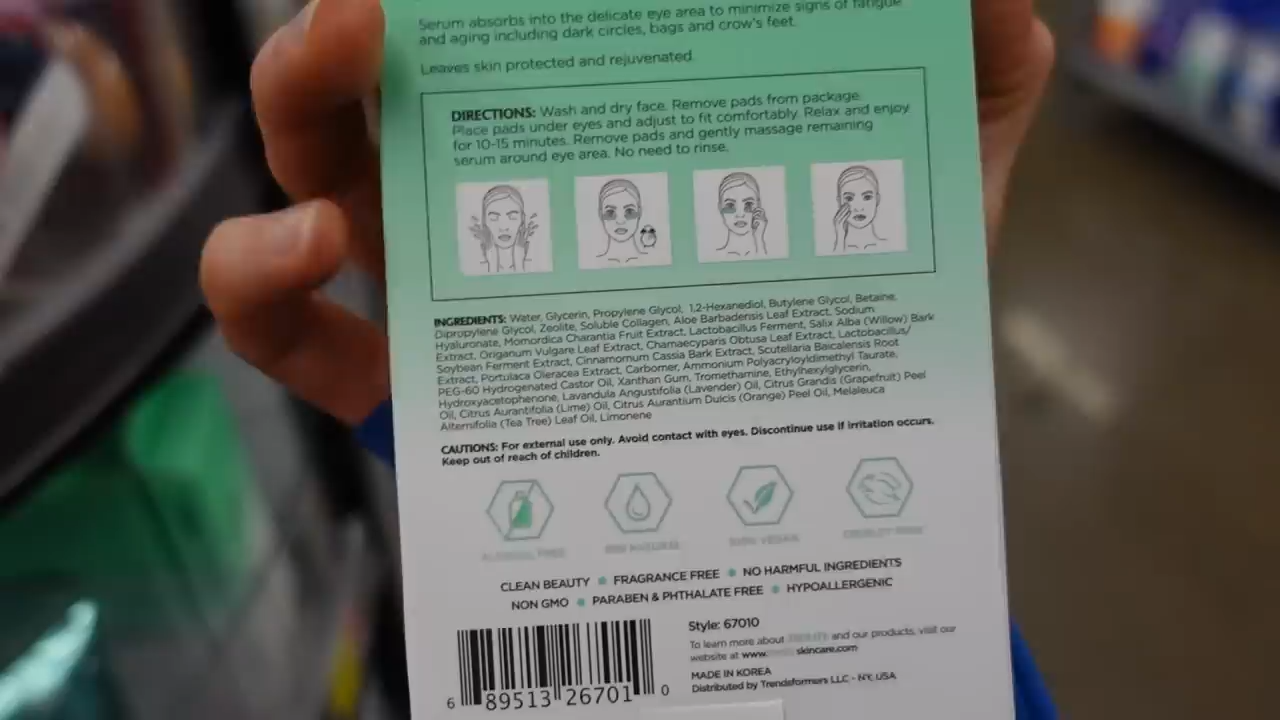 Serum absorbs into the delicate eye area to minimize signs of fatigue
and aging including dark circles, bags and crow's feet.
Leaves skin protected and rejuvenated.
DIRECTIONS: Wash and dry face. Remove pads from package.
Place pads under eyes and adjust to fit comfortably. Relax and enjoy
for 10-15 minutes. Remove pads and gently massage remaining
serum around eye area. No need to rinse.
INGREDIENTS: Water, Glycerin, Propylene Glycol, 1,2-Hexanediol, Butylene Glycol, Betaine,
Dipropylene Glycol, Zeolite, Soluble Collagen, Aloe Barbadensis Leaf Extract, Sodium
Hyaluronate, Momordica Charantia Fruit Extract, Lactobacillus Ferment, Salix Alba (Willow) Bark
Extract, Origanum Vulgare Leaf Extract, Chamaecyparis Obtusa Leaf Extract, Lactobacillus/
Soybean Ferment Extract, Cinnamomum Cassia Bark Extract, Scutellaria Baicalensis Root
Extract, Portulaca Oleracea Extract, Carbomer, Ammonium Polyacryloyldimethyl Taurate,
PEG-60 Hydrogenated Castor Oil, Xanthan Gum, Tromethamine, Ethylhexylglycerin,
Hydroxyacetophenone, Lavandula Angustifolia (Lavender) Oil, Citrus Grandis (Grapefruit) Peel
Oil, Citrus Aurantifolia (Lime) Oil, Citrus Aurantium Dulcis (Orange) Peel Oil, Melaleuca
Alternifolia (Tea Tree) Leaf Oil, Limonene
CAUTIONS: For external use only. Avoid contact with eyes. Discontinue use if irritation occurs.
Keep out of reach of children.
ALCOHOL FREE
100% VEGAN
CRUELTY FREE
CLEAN BEAUTY FRAGRANCE FREE NO HARMFUL INGREDIENTS
NON GMO PARABEN & PHTHALATE FREE HYPOALLERGENIC
Style: 67010
To learn more about and our products, visit our
website at www. skincare.com
MADE IN KOREA
Distributed by Trendsformers LLC - NY, USA
6 89513 26701 0